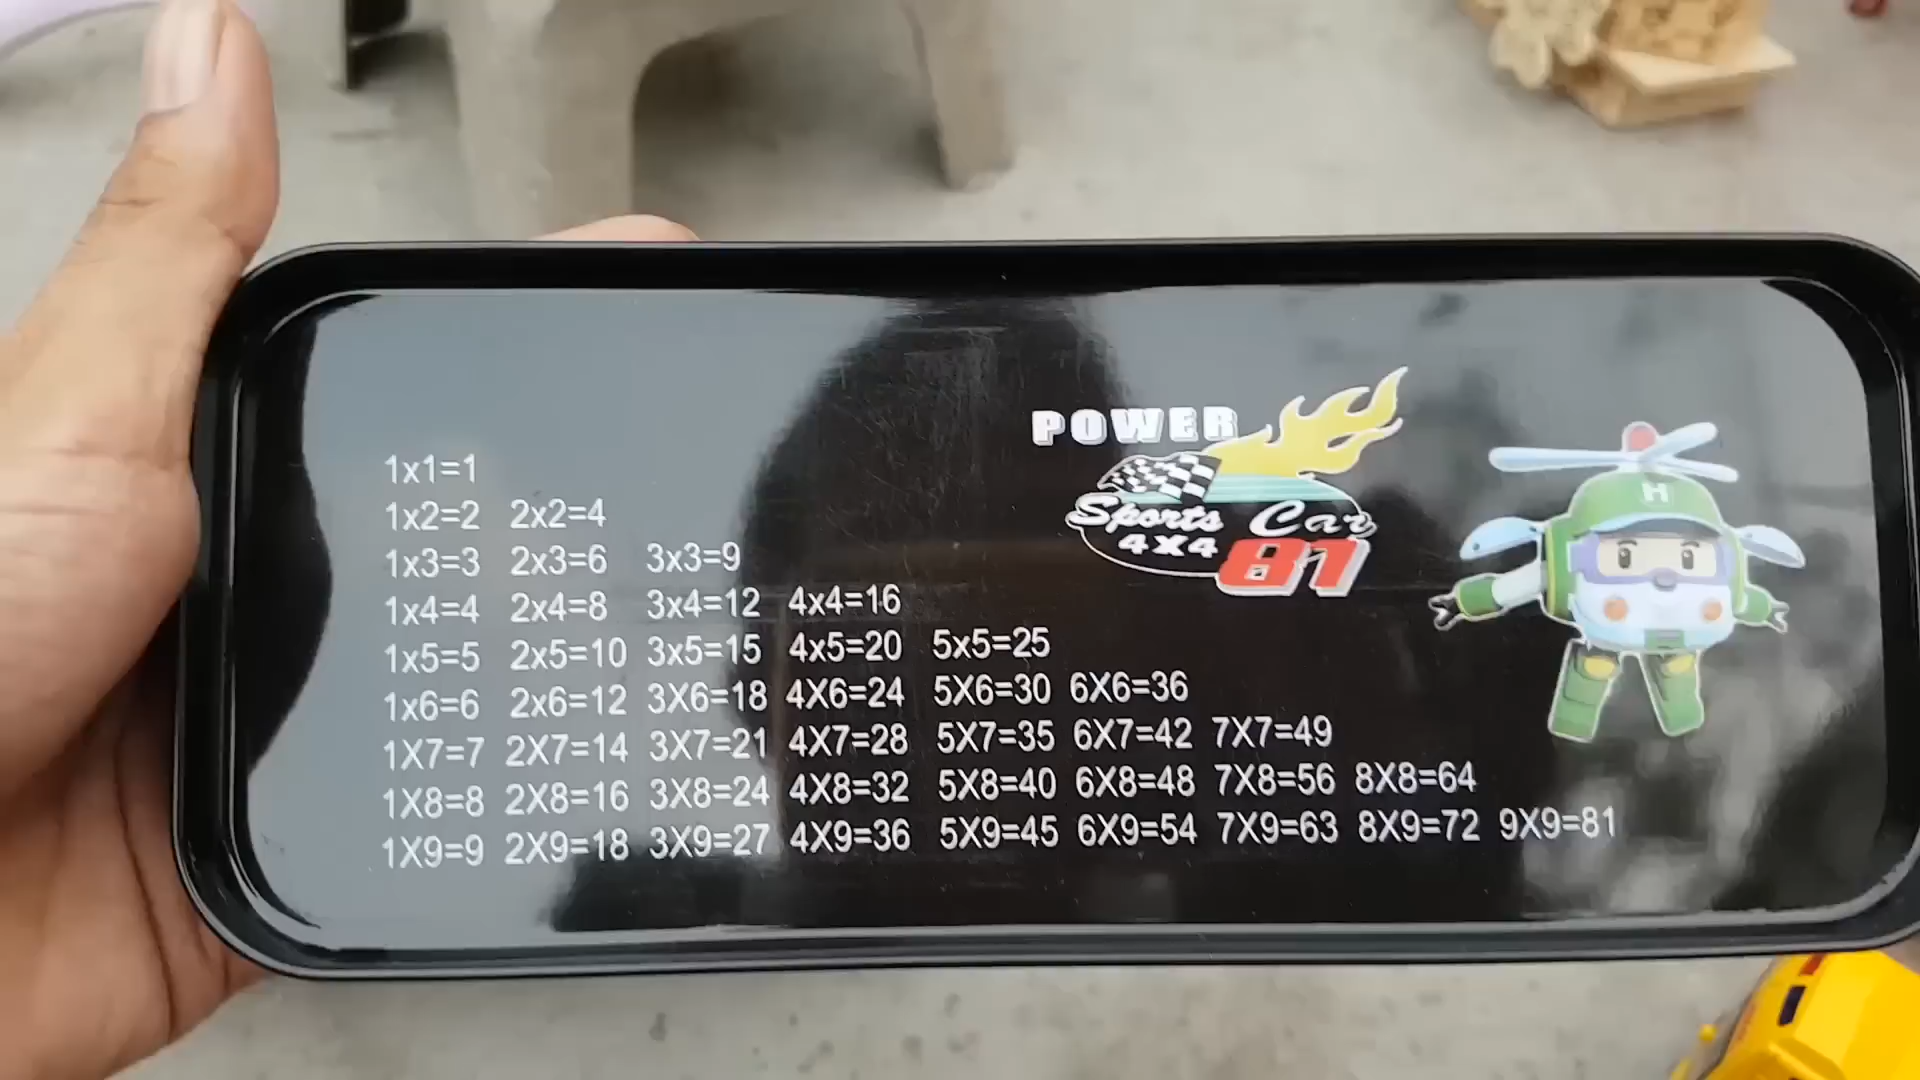 POWER
Sports Car
4X4 81
H
1x1=1
1x2=2 2x2=4
1x3=3 2x3=6 3x3=9
1x4=4 2x4=8 3x4=12 4x4=16
1x5=5 2x5=10 3x5=15 4x5=20 5x5=25
1x6=6 2x6=12 3X6=18 4X6=24 5X6=30 6X6=36
1X7=7 2X7=14 3X7=21 4X7=28 5X7=35 6X7=42 7X7=49
1X8=8 2X8=16 3X8=24 4X8=32 5X8=40 6X8=48 7X8=56 8X8=64
1X9=9 2X9=18 3X9=27 4X9=36 5X9=45 6X9=54 7X9=63 8X9=72 9X9=81